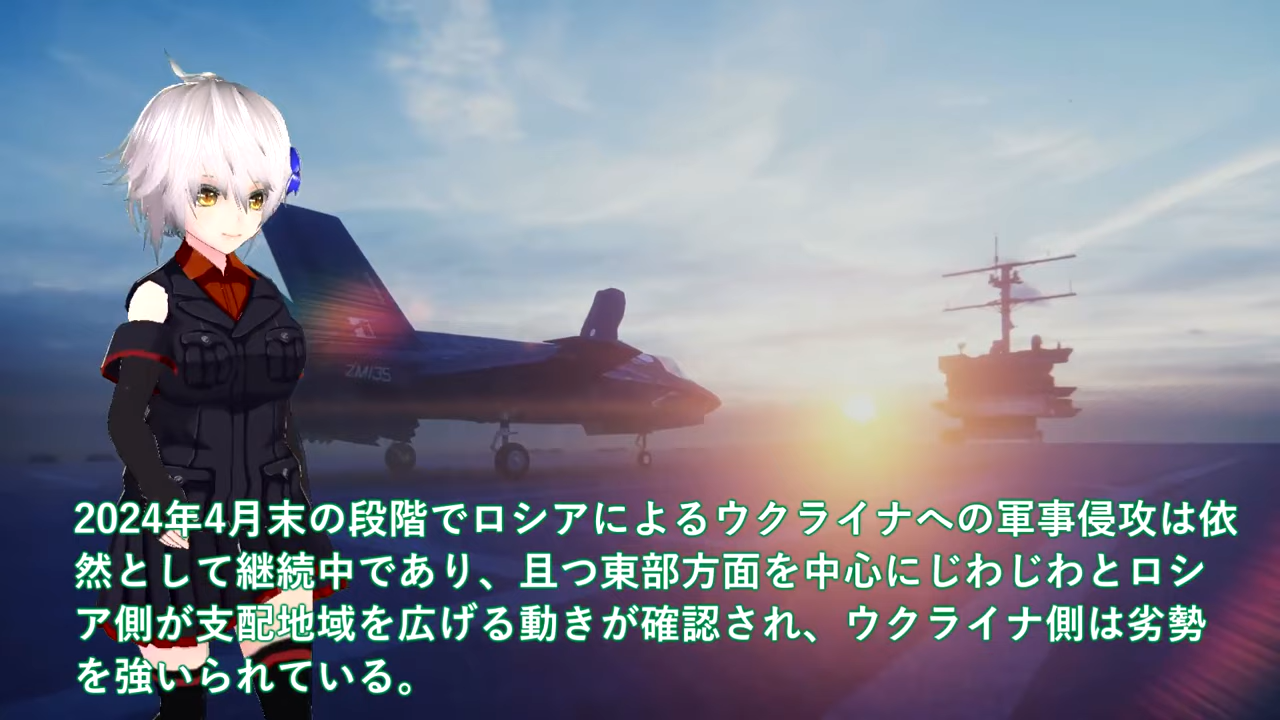 ZM135
2024年4月末の段階でロシアによるウクライナへの軍事侵攻は依
然として継続中であり、且つ東部方面を中心にじわじわとロシ
ア側が支配地域を広げる動きが確認され、ウクライナ側は劣勢
を強いられている。